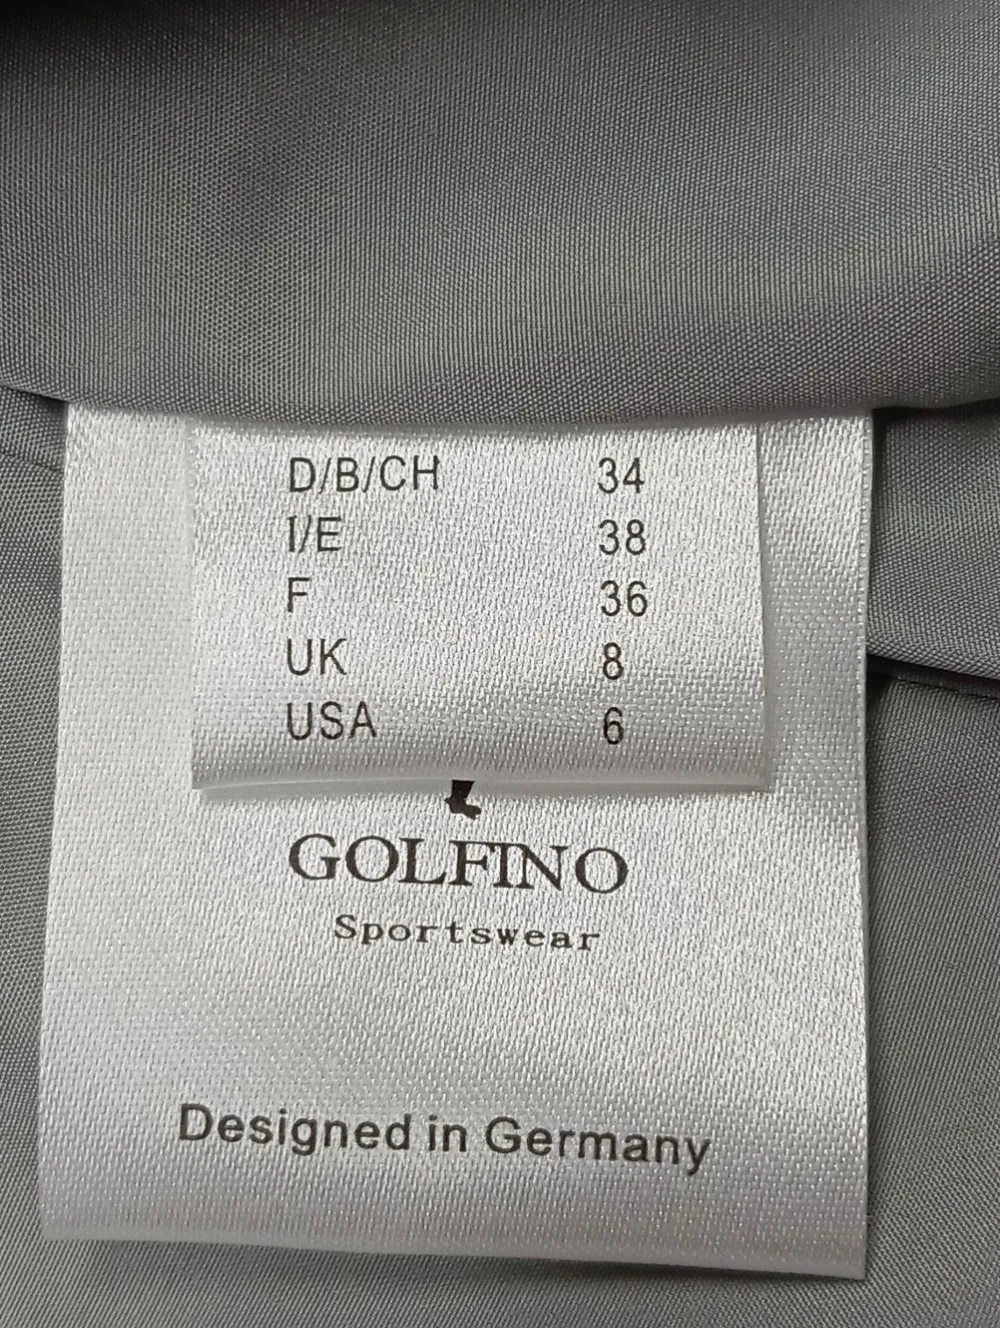 D/B/CH 34
I/E 38
F 36
UK 8
USA 6
GOLFINO
Sportswear
Designed in Germany